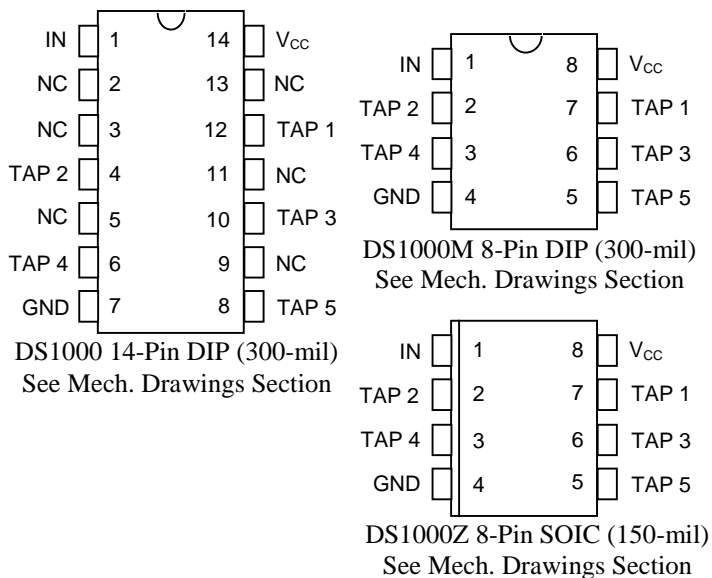 IN 1 14 VCC
NC 2 13 NC
NC 3 12 TAP 1
TAP 2 4 11 NC
NC 5 10 TAP 3
TAP 4 6 9 NC
GND 7 8 TAP 5
DS1000 14-Pin DIP (300-mil)
See Mech. Drawings Section
IN 1 8 VCC
TAP 2 2 7 TAP 1
TAP 4 3 6 TAP 3
GND 4 5 TAP 5
DS1000M 8-Pin DIP (300-mil)
See Mech. Drawings Section
IN 1 8 VCC
TAP 2 2 7 TAP 1
TAP 4 3 6 TAP 3
GND 4 5 TAP 5
DS1000Z 8-Pin SOIC (150-mil)
See Mech. Drawings Section